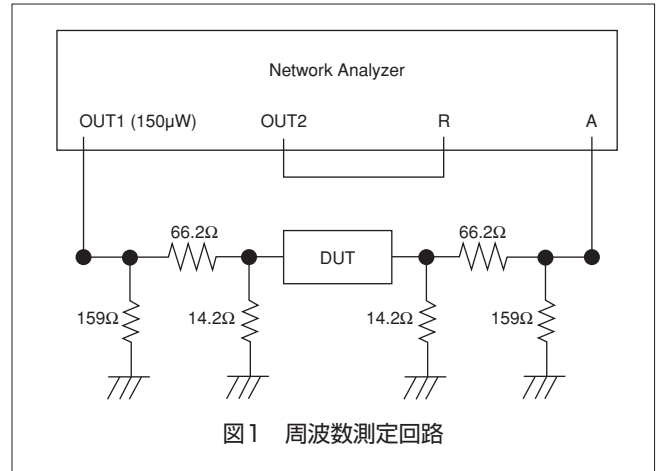 Network Analyzer
OUT1 (150μW) OUT2 R A
66.2Ω 66.2Ω
DUT
159Ω 14.2Ω 14.2Ω 159Ω
図1 周波数測定回路